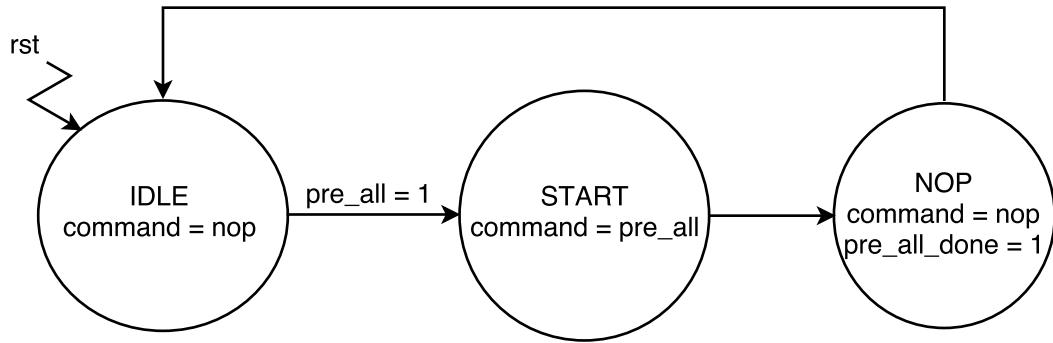 rst
IDLE
command = nop
pre_all = 1
START
command = pre_all
NOP
command = nop
pre_all_done = 1